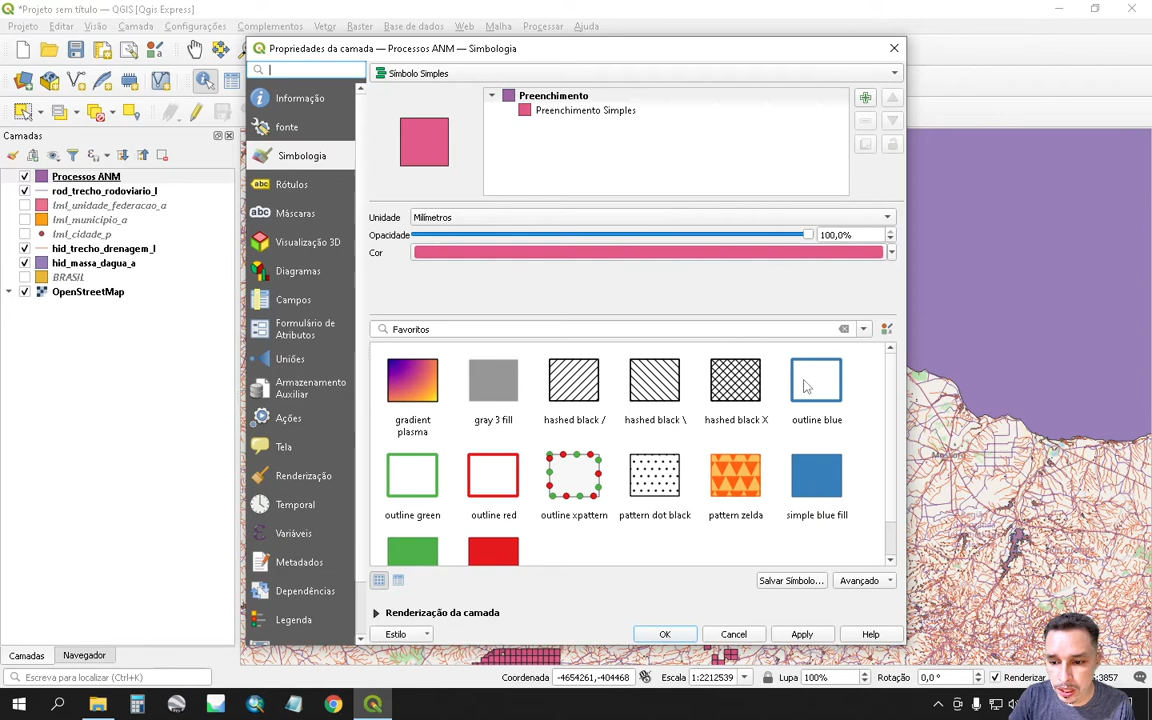 *Projeto sem título — QGIS (Qgis Express)
Projeto Editar Visão Camada Configurações Complementos Vetor Raster Base de dados Web Malha Processar Ajuda
Propriedades da camada — Processos ANM — Simbologia
Símbolo Simples
Informação
fonte
Simbologia
Rótulos
Máscaras
Visualização 3D
Diagramas
Campos
Formulário de
Atributos
Uniões
Armazenamento
Auxiliar
Ações
Tela
Renderização
Temporal
Variáveis
Metadados
Dependências
Legenda
Preenchimento
Preenchimento Simples
Unidade Milímetros
Opacidade 100,0%
Cor
Favoritos
gradient
plasma
gray 3 fill
hashed black /
hashed black \
hashed black X
outline blue
outline green
outline red
outline xpattern
pattern dot black
pattern zelda
simple blue fill
Salvar Símbolo... Avançado
Renderização da camada
Estilo OK Cancel Apply Help
Camadas
Processos ANM
rod_trecho_rodoviario_l
lml_unidade_federacao_a
lml_municipio_a
lml_cidade_p
hid_trecho_drenagem_l
hid_massa_dagua_a
BRASIL
OpenStreetMap
Camadas Navegador
Escreva para localizar (Ctrl+K)
Coordenada -4654261,-404468 Escala 1:2212539 Lupa 100% Rotação 0,0 ° Renderizar :3857